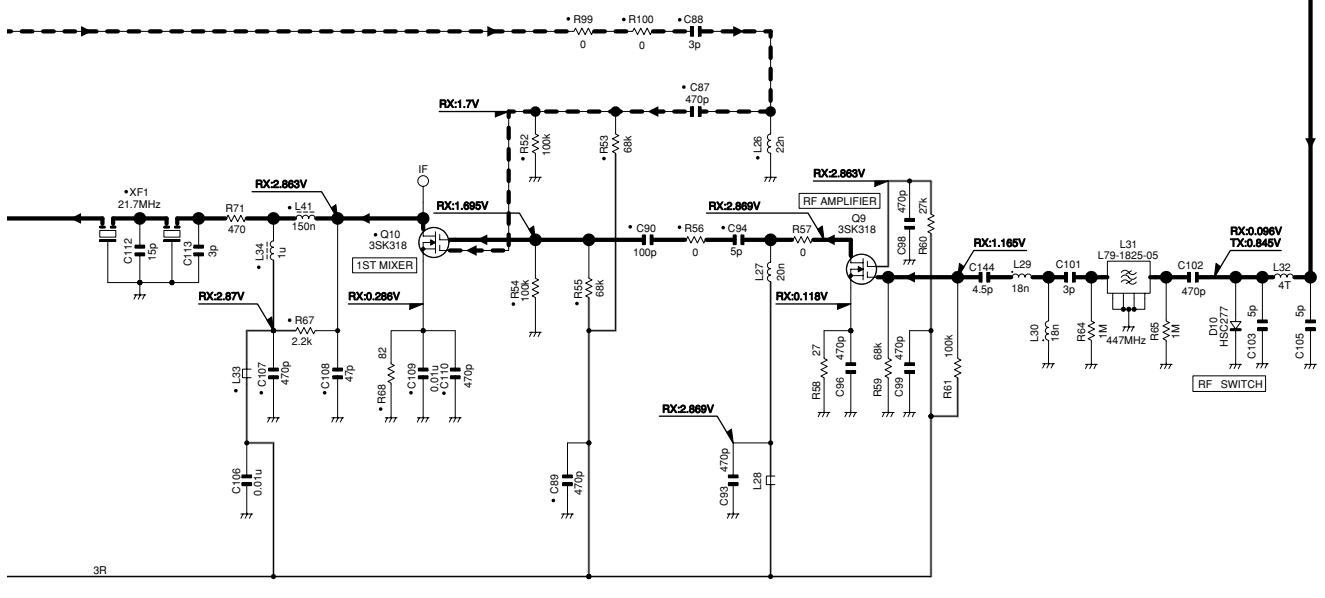 • R99
0
• R100
0
• C88
3p
• C87
470p
RX:1.7V
• R52
100k
• R53
68k
• L26
22n
IF
RX:2.863V
• XF1
21.7MHz
R71
470
• L41
150n
C112
15p
C113
3p
• L34
1u
• Q10
3SK318
1ST MIXER
RX:1.695V
RX:2.869V
RX:2.863V
RF AMPLIFIER
Q9
3SK318
470p
C98
27k
R60
• C90
100p
• R56
0
• C94
5p
R57
0
L27
20n
RX:1.165V
C144
4.5p
L29
18n
C101
3p
L31
L79-1825-05
C102
470p
RX:0.096V
TX:0.845V
L32
4T
RX:2.87V
RX:0.286V
• R54
100k
• R55
68k
RX:0.118V
L30
18n
R64
1M
447MHz
R65
1M
D10
HSC277
5p
C103
5p
C105
RF SWITCH
• R67
2.2k
• L33
• C107
470p
• C108
47p
82
• R68
• C109
0.01u
• C110
470p
27
R58
470p
C96
68k
R59
470p
C99
100k
R61
RX:2.869V
C106
0.01u
• C89
470p
470p
C93
L28
3R